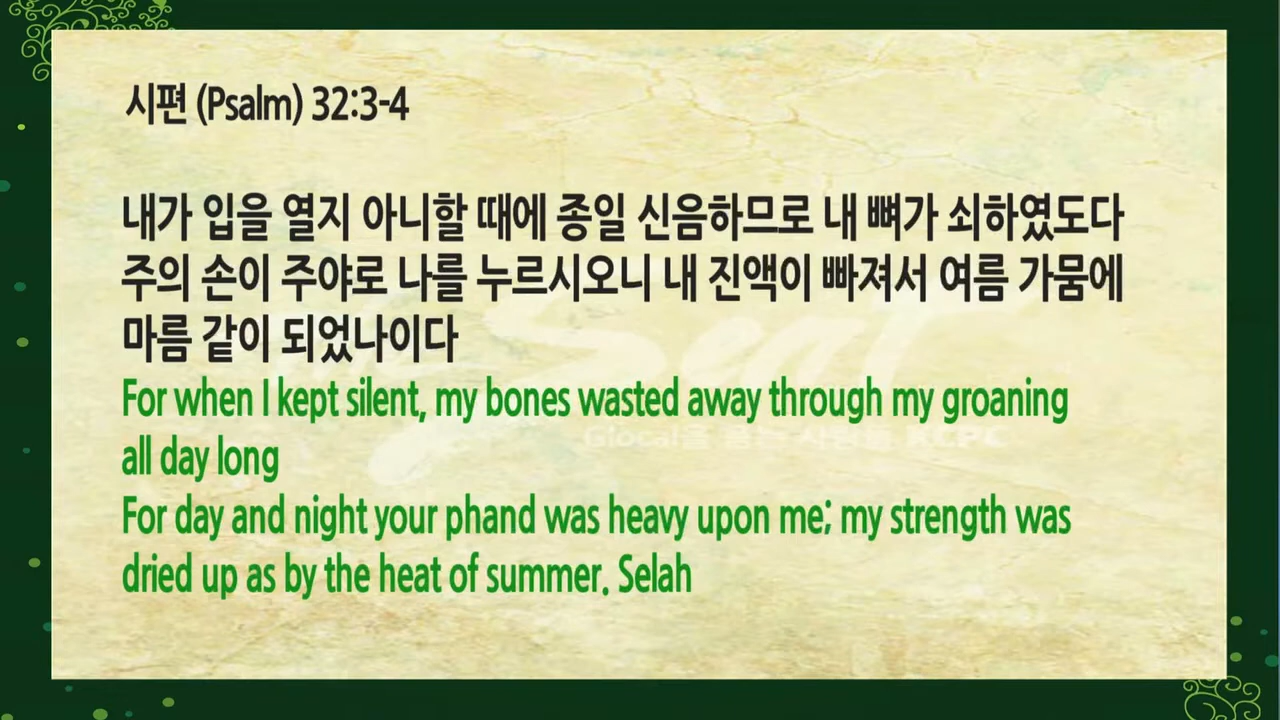 시편 (Psalm) 32:3-4
내가 입을 열지 아니할 때에 종일 신음하므로 내 뼈가 쇠하였도다
주의 손이 주야로 나를 누르시오니 내 진액이 빠져서 여름 가뭄에
마름 같이 되었나이다
For when I kept silent, my bones wasted away through my groaning
all day long
For day and night your phand was heavy upon me; my strength was
dried up as by the heat of summer. Selah